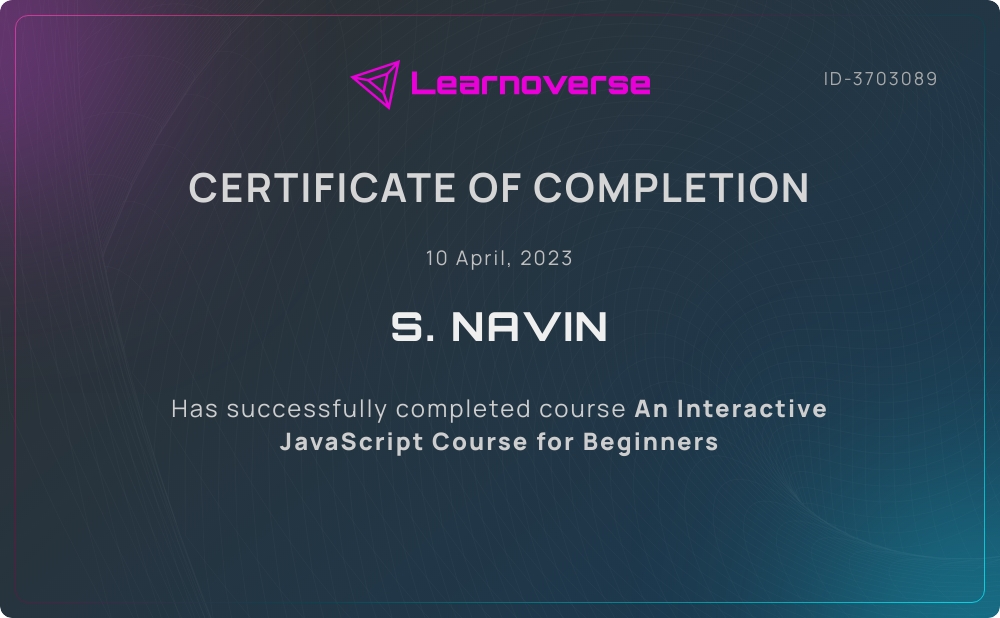 Learnoverse
ID-3703089
CERTIFICATE OF COMPLETION
10 April, 2023
S. NAVIN
Has successfully completed course An Interactive
JavaScript Course for Beginners